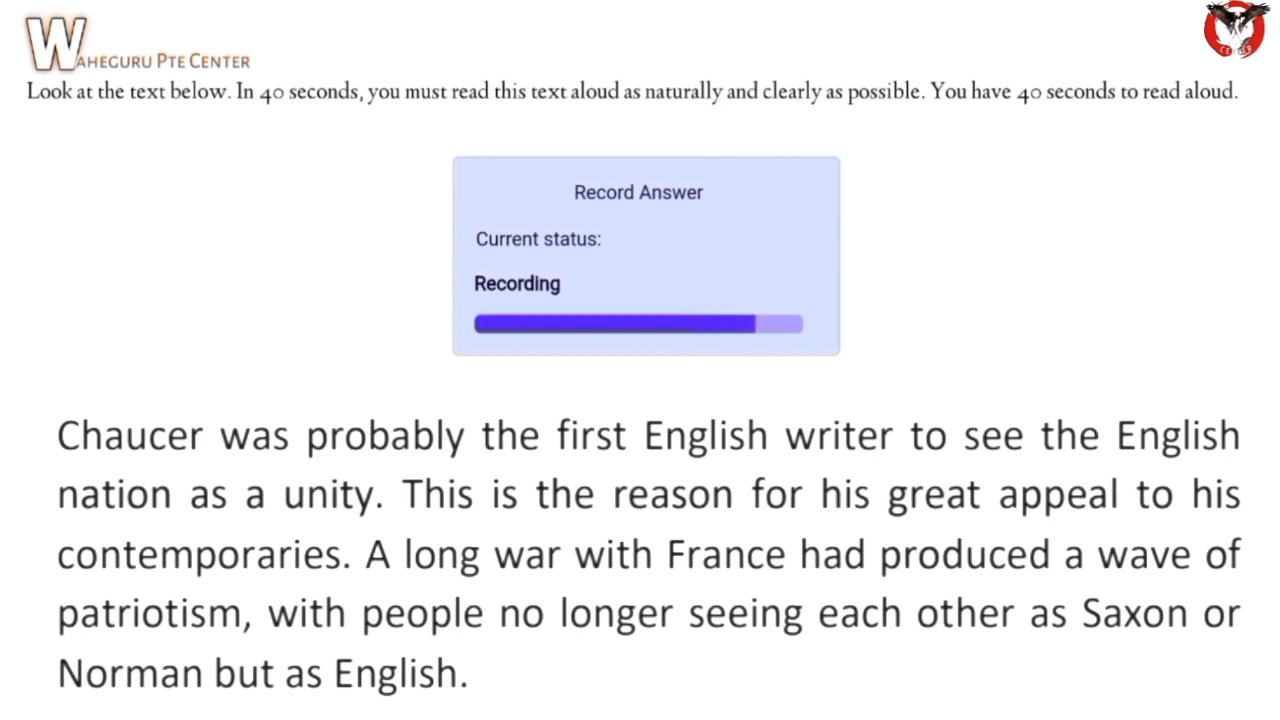 WAHEGURU PTE CENTER
CENTER
Look at the text below. In 40 seconds, you must read this text aloud as naturally and clearly as possible. You have 40 seconds to read aloud.
Record Answer
Current status:
Recording
Chaucer was probably the first English writer to see the English
nation as a unity. This is the reason for his great appeal to his
contemporaries. A long war with France had produced a wave of
patriotism, with people no longer seeing each other as Saxon or
Norman but as English.